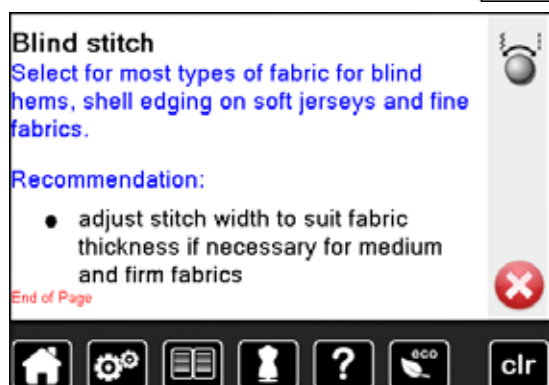 Blind stitch
Select for most types of fabric for blind
hems, shell edging on soft jerseys and fine
fabrics.
Recommendation:
● adjust stitch width to suit fabric
thickness if necessary for medium
and firm fabrics
End of Page
? eco clr